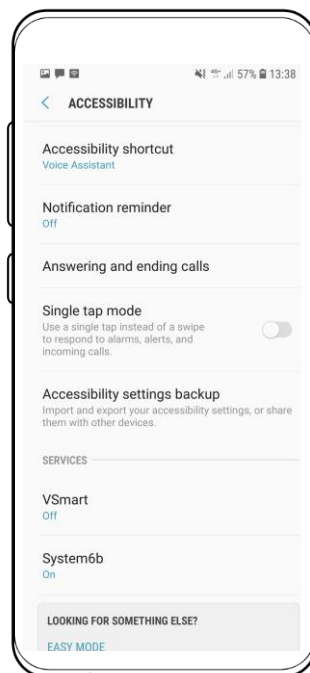 57% 13:38
ACCESSIBILITY
Accessibility shortcut
Voice Assistant
Notification reminder
Off
Answering and ending calls
Single tap mode
Use a single tap instead of a swipe
to respond to alarms, alerts, and
incoming calls.
Accessibility settings backup
Import and export your accessibility settings, or share
them with other devices.
SERVICES
VSmart
Off
System6b
On
LOOKING FOR SOMETHING ELSE?
EASY MODE